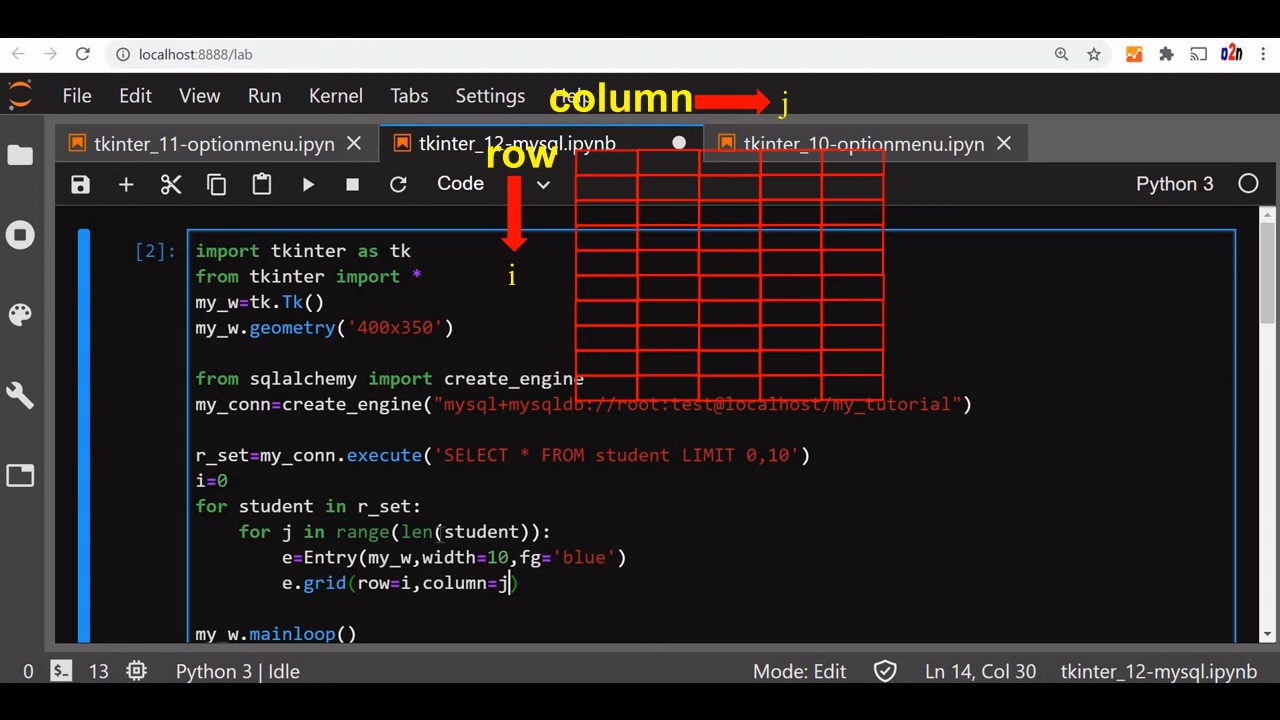 localhost:8888/lab
a2n
File Edit View Run Kernel Tabs Settings Help
column j
tkinter_11-optionmenu.ipynb tkinter_12-mysql.ipynb tkinter_10-optionmenu.ipynb
row
Code Python 3
i
[2]: import tkinter as tk
from tkinter import *
my_w=tk.Tk()
my_w.geometry('400x350')
from sqlalchemy import create_engine
my_conn=create_engine("mysql+mysqldb://root:test@localhost/my_tutorial")
r_set=my_conn.execute('SELECT * FROM student LIMIT 0,10')
i=0
for student in r_set:
for j in range(len(student)):
e=Entry(my_w,width=10,fg='blue')
e.grid(row=i,column=j)
my_w.mainloop()
0 $_ 13 Python 3 | Idle Mode: Edit Ln 14, Col 30 tkinter_12-mysql.ipynb